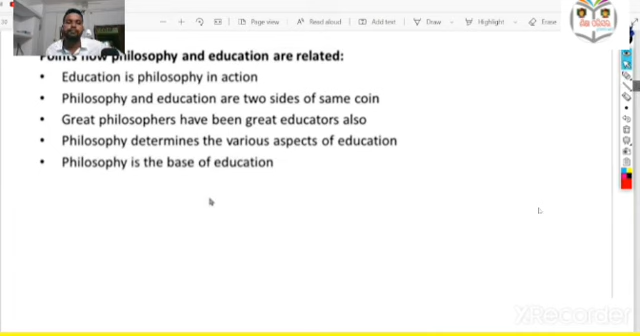 Page view
Read aloud
Add text
Draw
Highlight
Erase
Points how philosophy and education are related:
• Education is philosophy in action
• Philosophy and education are two sides of same coin
• Great philosophers have been great educators also
• Philosophy determines the various aspects of education
• Philosophy is the base of education
XRecorder